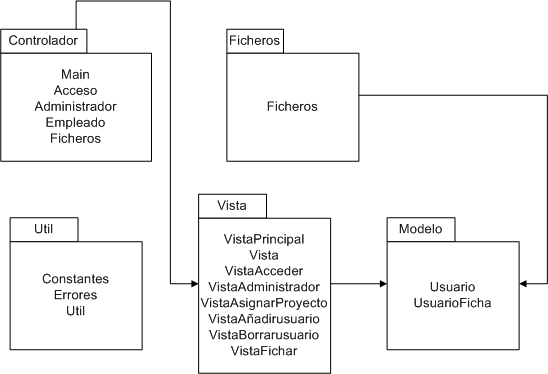 Controlador
Main
Acceso
Administrador
Empleado
Ficheros
Ficheros
Ficheros
Util
Constantes
Errores
Util
Vista
VistaPrincipal
Vista
VistaAcceder
VistaAdministrador
VistaAsignarProyecto
VistaAñadirusuario
VistaBorrarusuario
VistaFichar
Modelo
Usuario
UsuarioFicha